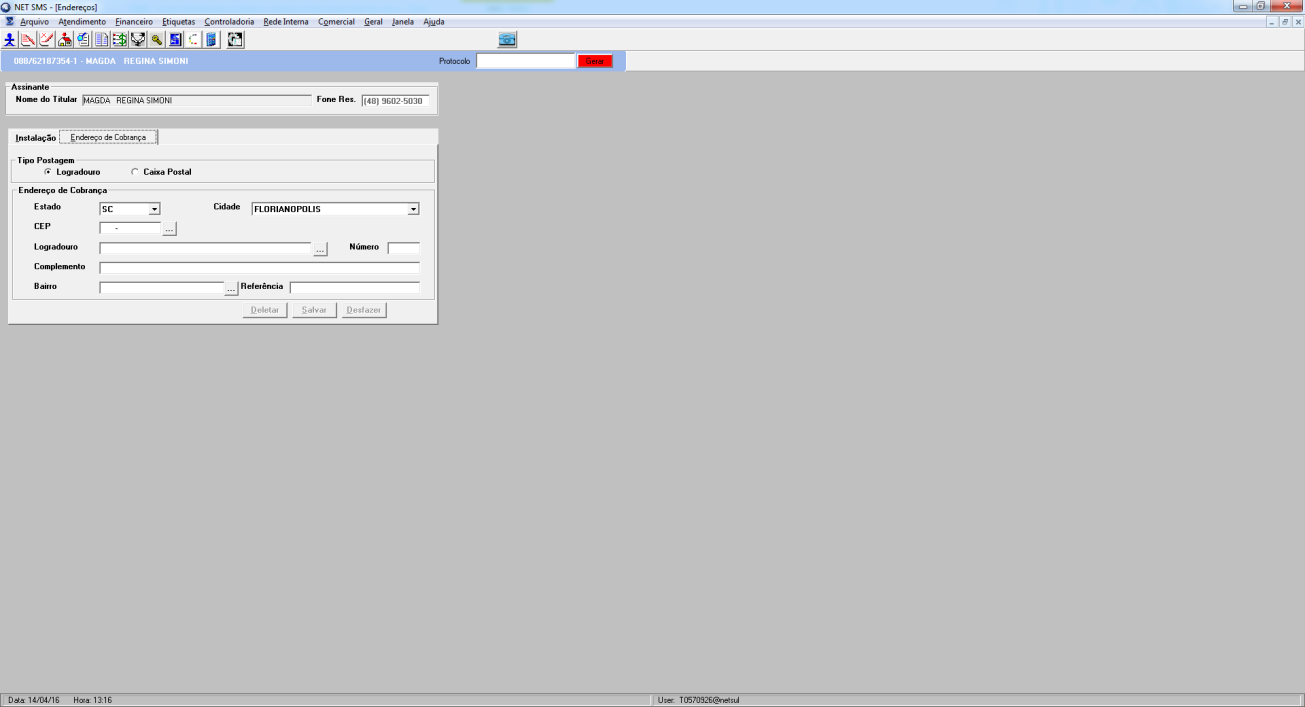 NET SMS - [Endereços]
Arquivo Atendimento Financeiro Etiquetas Controladoria Rede Interna Comercial Geral Janela Ajuda
088/62187354-1 - MAGDA REGINA SIMONI Protocolo Gerar
Assinante
Nome do Titular MAGDA REGINA SIMONI Fone Res. (48) 9602-5030
Instalação Endereço de Cobrança
Tipo Postagem
Logradouro Caixa Postal
Endereço de Cobrança
Estado SC Cidade FLORIANOPOLIS
CEP - ...
Logradouro ... Número
Complemento
Bairro ... Referência
Deletar Salvar Desfazer
Data: 14/04/16 Hora: 13:16 User: T0570926@netsul